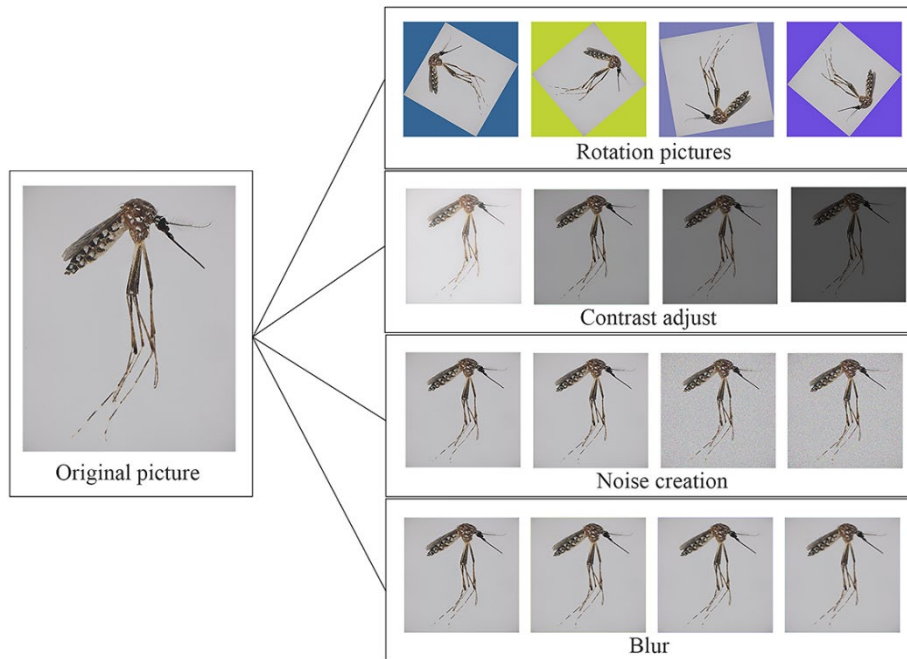 Rotation pictures
Contrast adjust
Original picture
Noise creation
Blur